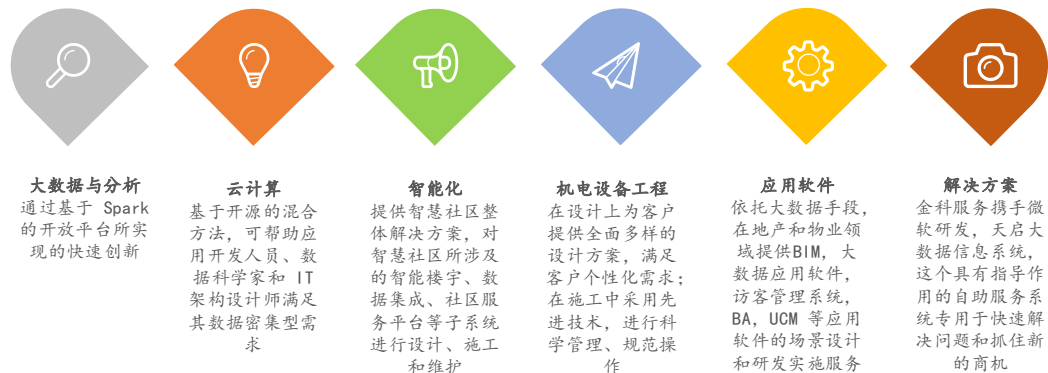 大数据与分析
通过基于 Spark
的开放平台所实
现的快速创新
云计算
基于开源的混合
方法，可帮助应
用开发人员、数
据科学家和 IT
架构设计师满足
其数据密集型需
求
智能化
提供智慧社区整
体解决方案，对
智慧社区所涉及
的智能楼宇、数
据集成、社区服
务平台等子系统
进行设计、施工
和维护
机电设备工程
在设计上为客户
提供全面多样的
设计方案，满足
客户个性化需求；
在施工中采用先
进技术，进行科
学管理、规范操
作
应用软件
依托大数据手段，
在地产和物业领
域提供BIM，大
数据应用软件，
访客管理系统，
BA，UCM 等应用
软件的场景设计
和研发实施服务
解决方案
金科服务携手微
软研发，天启大
数据信息系统，
这个具有指导作
用的自助服务系
统专用于快速解
决问题和抓住新
的商机